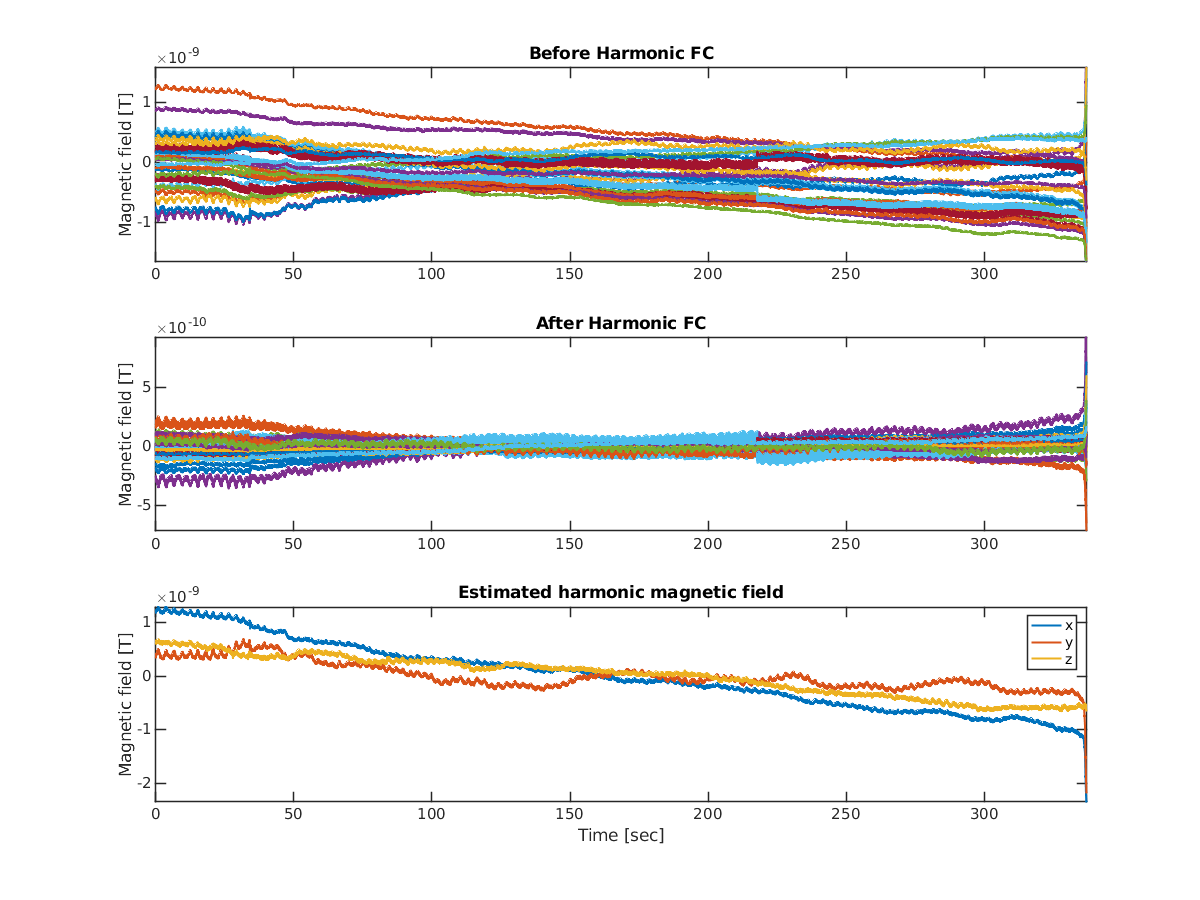 Before Harmonic FC
×10-9
Magnetic field [T]
1
0
-1
0 50 100 150 200 250 300
After Harmonic FC
×10-10
Magnetic field [T]
5
0
-5
0 50 100 150 200 250 300
Estimated harmonic magnetic field
×10-9
Magnetic field [T]
1
0
-1
-2
x
y
z
0 50 100 150 200 250 300
Time [sec]